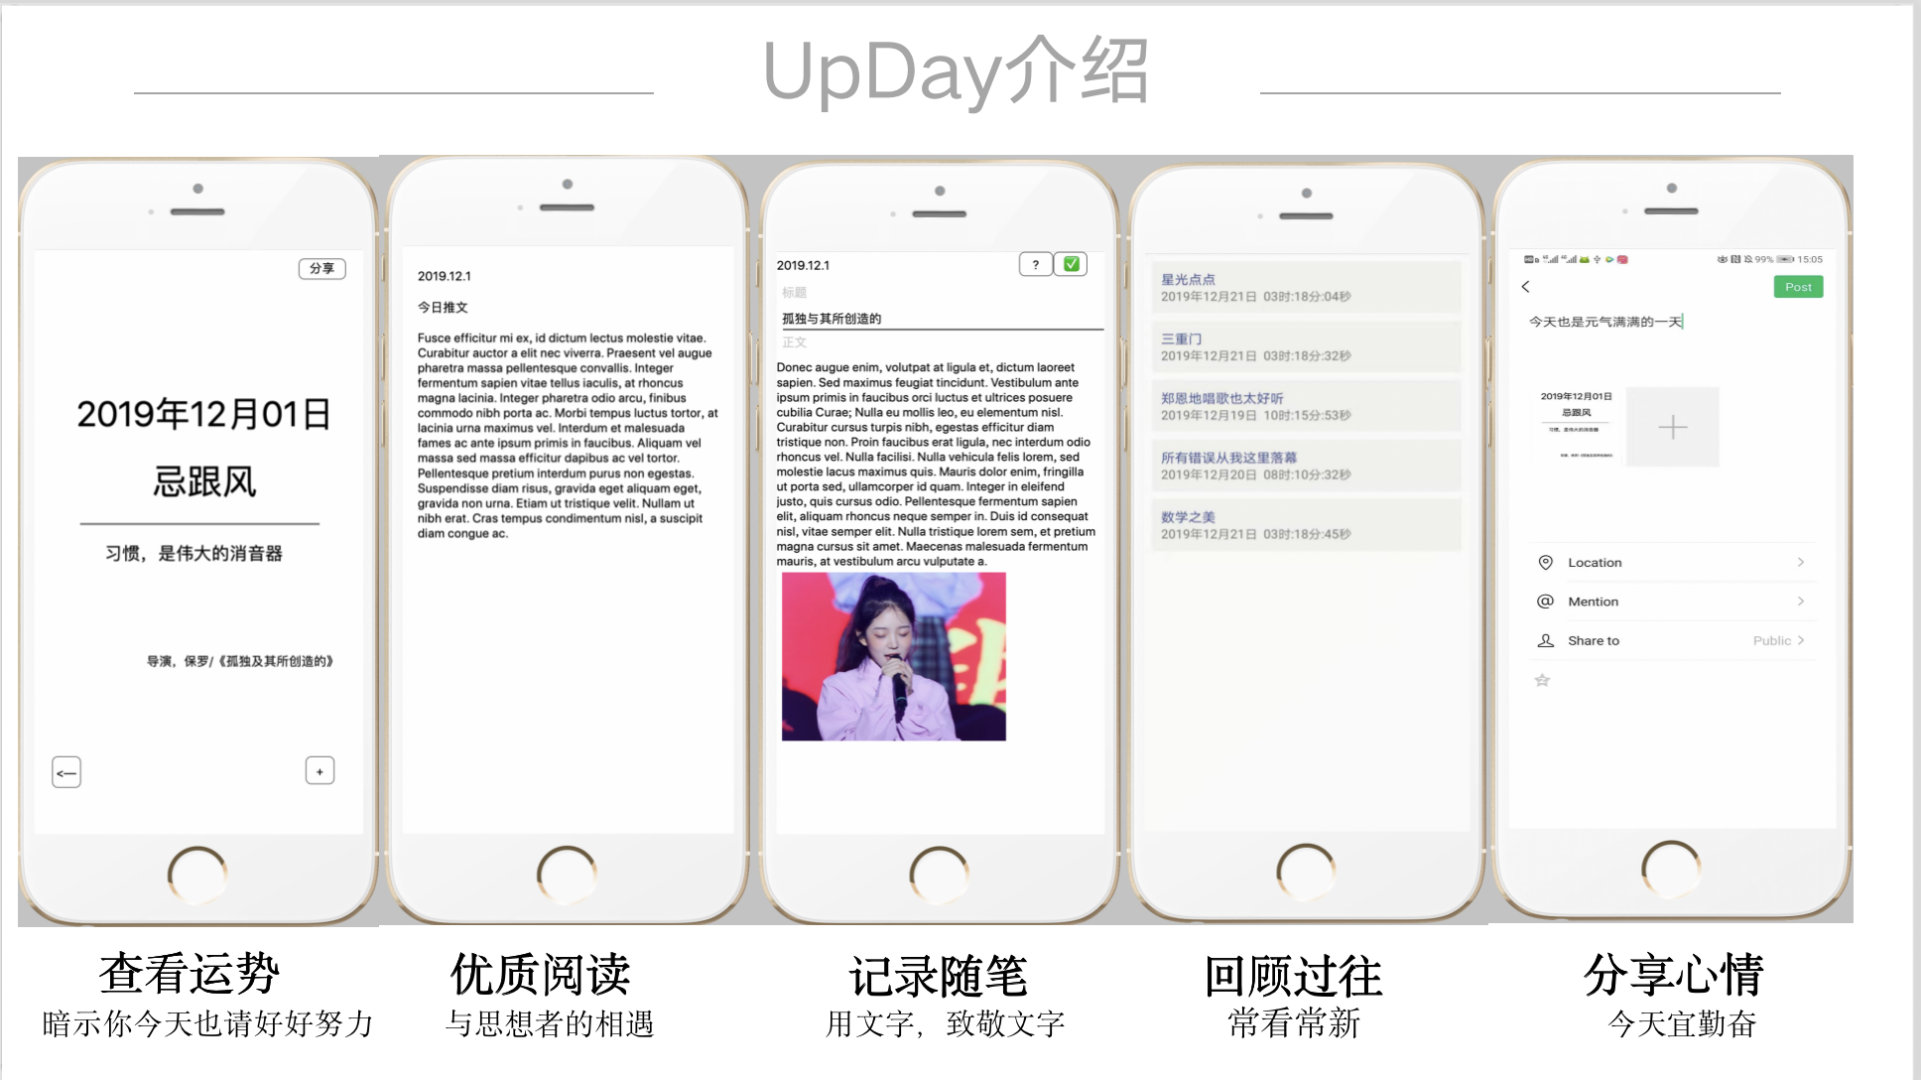 UpDay介绍
分享
2019年12月01日
忌跟风
习惯，是伟大的消音器
导演，保罗/《孤独及其所创造的》
<—
+
2019.12.1
今日推文
Fusce efficitur mi ex, id dictum lectus molestie vitae.
Curabitur auctor a elit nec viverra. Praesent vel augue
pharetra massa pellentesque convallis. Integer
fermentum sapien vitae tellus iaculis, at rhoncus
magna lacinia. Integer pharetra odio arcu, finibus
commodo nibh porta ac. Morbi tempus luctus tortor, at
lacinia urna maximus vel. Interdum et malesuada
fames ac ante ipsum primis in faucibus. Aliquam vel
massa sed massa efficitur dapibus ac vel tortor.
Pellentesque pretium interdum purus non egestas.
Suspendisse diam risus, gravida eget aliquam eget,
gravida non urna. Etiam ut tristique velit. Nullam ut
nibh erat. Cras tempus condimentum nisl, a suscipit
diam congue ac.
2019.12.1
?
标题
孤独与其所创造的
正文
Donec augue enim, volutpat at ligula et, dictum laoreet
sapien. Sed maximus feugiat tincidunt. Vestibulum ante
ipsum primis in faucibus orci luctus et ultrices posuere
cubilia Curae; Nulla eu mollis leo, eu elementum nisl.
Curabitur cursus turpis nibh, egestas efficitur diam
tristique non. Proin faucibus erat ligula, nec interdum odio
rhoncus vel. Nulla facilisi. Nulla vehicula felis lorem, sed
molestie lacus maximus quis. Mauris dolor enim, fringilla
ut porta sed, ullamcorper id quam. Integer in eleifend
justo, quis cursus odio. Pellentesque fermentum sapien
elit, aliquam rhoncus neque semper in. Duis id consequat
nisl, vitae semper elit. Nulla tristique lorem sem, et pretium
magna cursus sit amet. Maecenas malesuada fermentum
mauris, at vestibulum arcu vulputate a.
星光点点
2019年12月21日 03时:18分:04秒
三重门
2019年12月21日 03时:18分:32秒
郑恩地唱歌也太好听
2019年12月19日 10时:15分:53秒
所有错误从我这里落幕
2019年12月20日 08时:10分:32秒
数学之美
2019年12月21日 03时:18分:45秒
99% 15:05
Post
今天也是元气满满的一天
2019年12月01日
忌跟风
习惯，是伟大的消音器
Location
Mention
Share to
Public
查看运势
暗示你今天也请好好努力
优质阅读
与思想者的相遇
记录随笔
用文字，致敬文字
回顾过往
常看常新
分享心情
今天宜勤奋